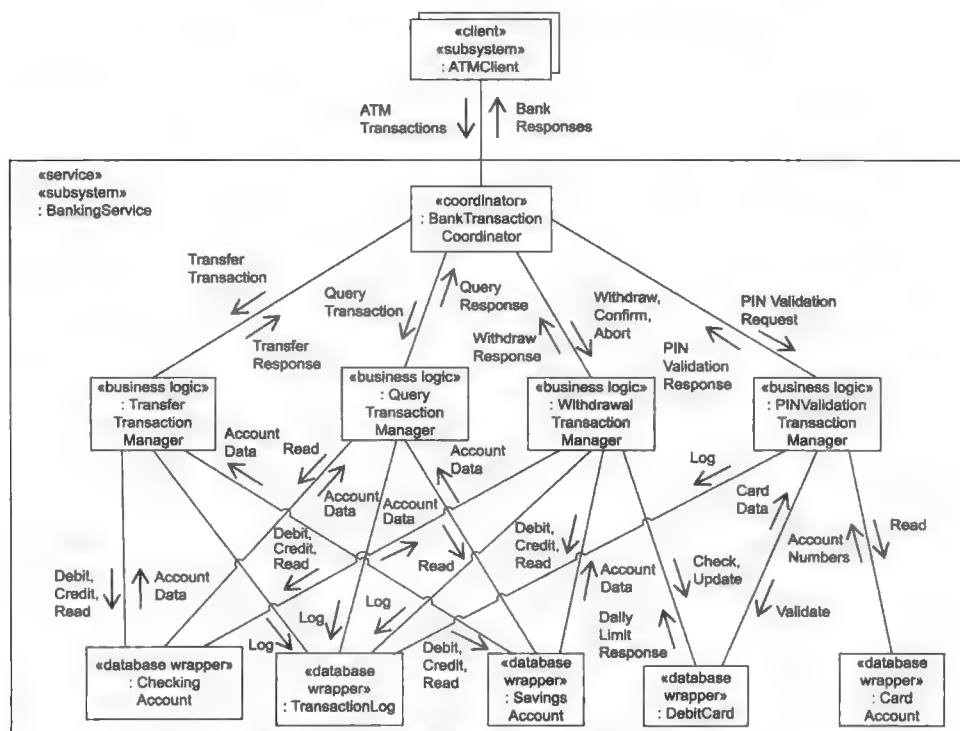 «client»
«subsystem»
: ATMClient
ATM
Transactions
Bank
Responses
«service»
«subsystem»
: BankingService
«coordinator»
: BankTransaction
Coordinator
Transfer
Transaction
Query
Transaction
Query
Response
Withdraw,
Confirm,
Abort
PIN Validation
Request
Transfer
Response
Withdraw
Response
PIN
Validation
Response
«business logic»
: Transfer
Transaction
Manager
«business logic»
: Query
Transaction
Manager
«business logic»
: Withdrawal
Transaction
Manager
«business logic»
: PINValidation
Transaction
Manager
Account
Data
Read
Account
Data
Account
Data
Account
Data
Log
Card
Data
Debit,
Credit,
Read
Read
Debit,
Credit,
Read
Account
Numbers
Read
Debit,
Credit,
Read
Account
Data
Account
Data
Check,
Update
Validate
Log
Log
Log
Debit,
Credit,
Read
Daily
Limit
Response
«database wrapper»
: Checking
Account
«database
wrapper»
: TransactionLog
«database
wrapper»
: Savings
Account
«database
wrapper»
: DebitCard
«database
wrapper»
: Card
Account